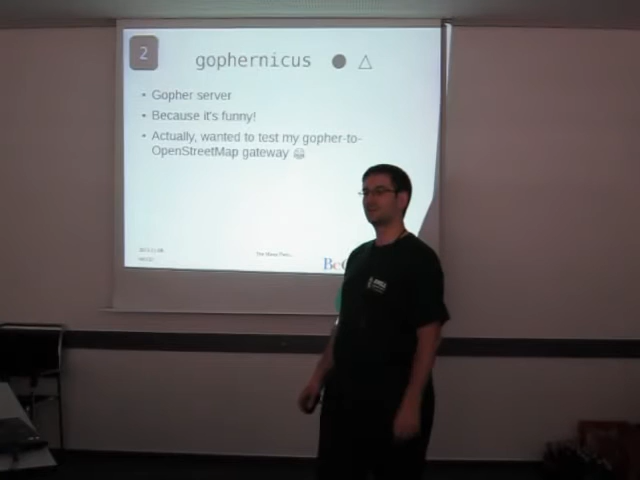 2
gophernicus ● △
• Gopher server
• Because it's funny!
• Actually, wanted to test my gopher-to-
OpenStreetMap gateway 😀